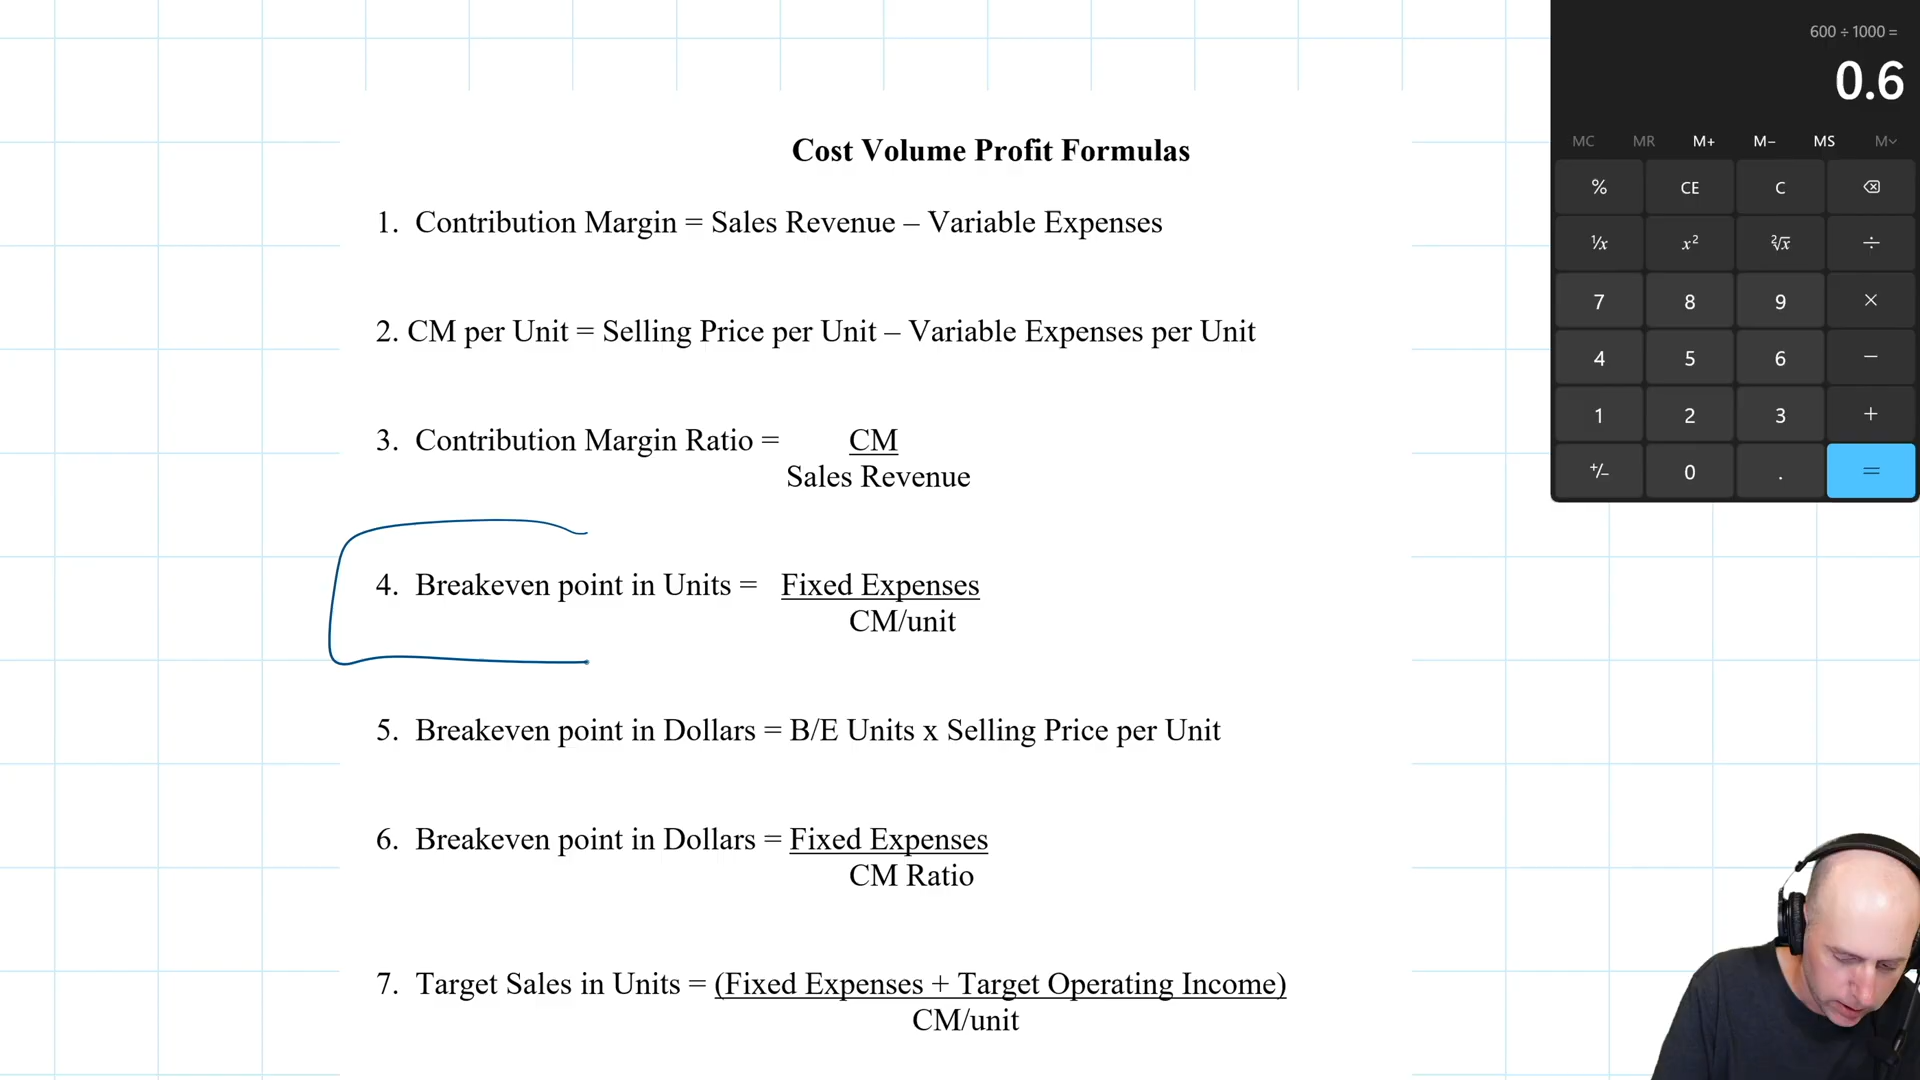 600 ÷ 1000 =
0.6
MC MR M+ M− MS M˅
% CE C ⌫
¹/x x² ²√x ÷
7 8 9 ×
4 5 6 −
1 2 3 +
+/− 0 . =
Cost Volume Profit Formulas
1. Contribution Margin = Sales Revenue – Variable Expenses
2. CM per Unit = Selling Price per Unit – Variable Expenses per Unit
3. Contribution Margin Ratio = CM
Sales Revenue
4. Breakeven point in Units = Fixed Expenses
CM/unit
5. Breakeven point in Dollars = B/E Units x Selling Price per Unit
6. Breakeven point in Dollars = Fixed Expenses
CM Ratio
7. Target Sales in Units = (Fixed Expenses + Target Operating Income)
CM/unit